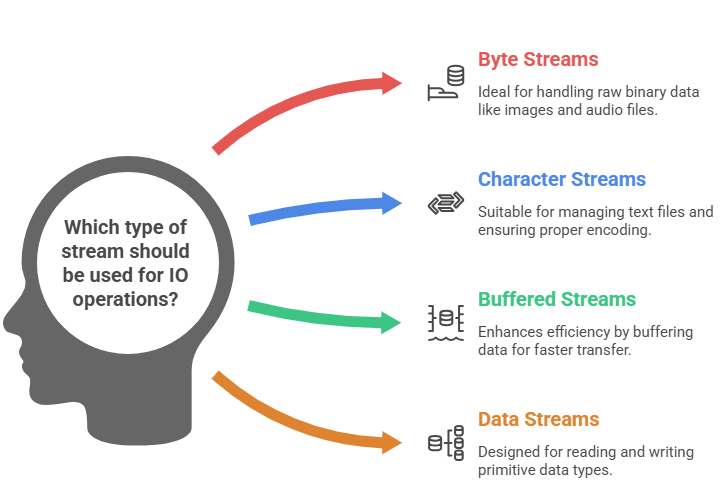 Which type of
stream should
be used for IO
operations?
Byte Streams
Ideal for handling raw binary data
like images and audio files.
Character Streams
Suitable for managing text files and
ensuring proper encoding.
Buffered Streams
Enhances efficiency by buffering
data for faster transfer.
Data Streams
Designed for reading and writing
primitive data types.